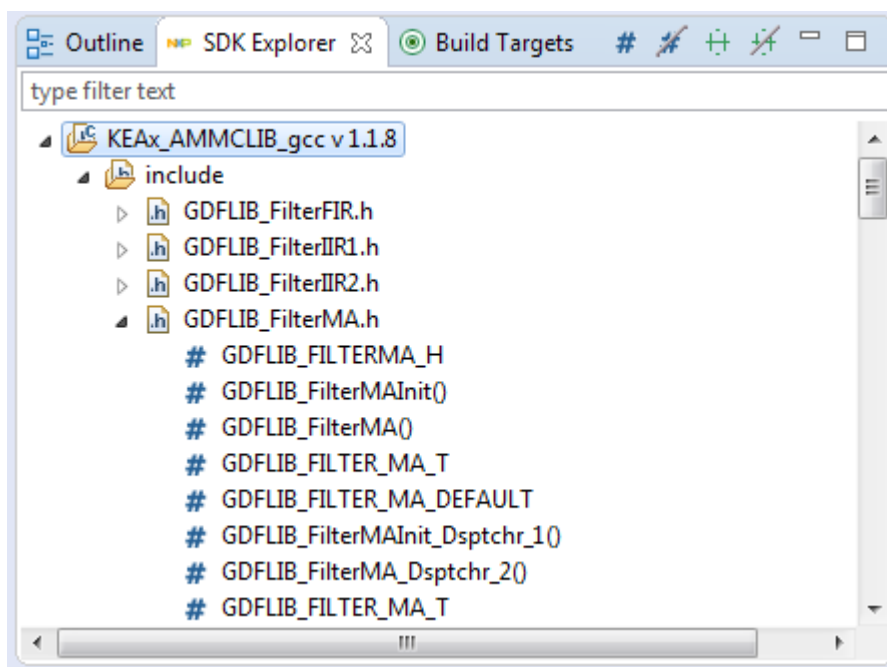 Outline NXP SDK Explorer Build Targets
type filter text
KEAx_AMMCLIB_gcc v 1.1.8
include
.h GDFLIB_FilterFIR.h
.h GDFLIB_FilterIIR1.h
.h GDFLIB_FilterIIR2.h
.h GDFLIB_FilterMA.h
# GDFLIB_FILTERMA_H
# GDFLIB_FilterMAInit()
# GDFLIB_FilterMA()
# GDFLIB_FILTER_MA_T
# GDFLIB_FILTER_MA_DEFAULT
# GDFLIB_FilterMAInit_Dsptchr_1()
# GDFLIB_FilterMA_Dsptchr_2()
# GDFLIB_FILTER_MA_T